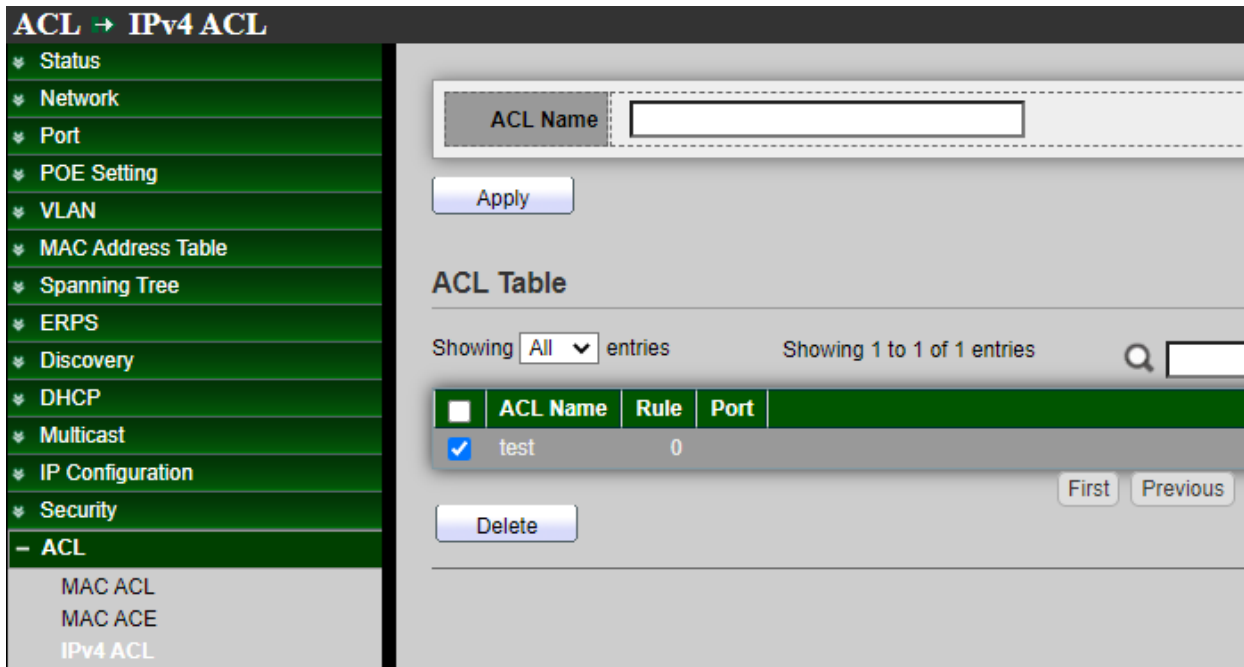 ACL → IPv4 ACL
Status
Network
Port
POE Setting
VLAN
MAC Address Table
Spanning Tree
ERPS
Discovery
DHCP
Multicast
IP Configuration
Security
ACL
MAC ACL
MAC ACE
IPv4 ACL
ACL Name
Apply
ACL Table
Showing All entries Showing 1 to 1 of 1 entries
ACL Name Rule Port
test 0
First Previous
Delete